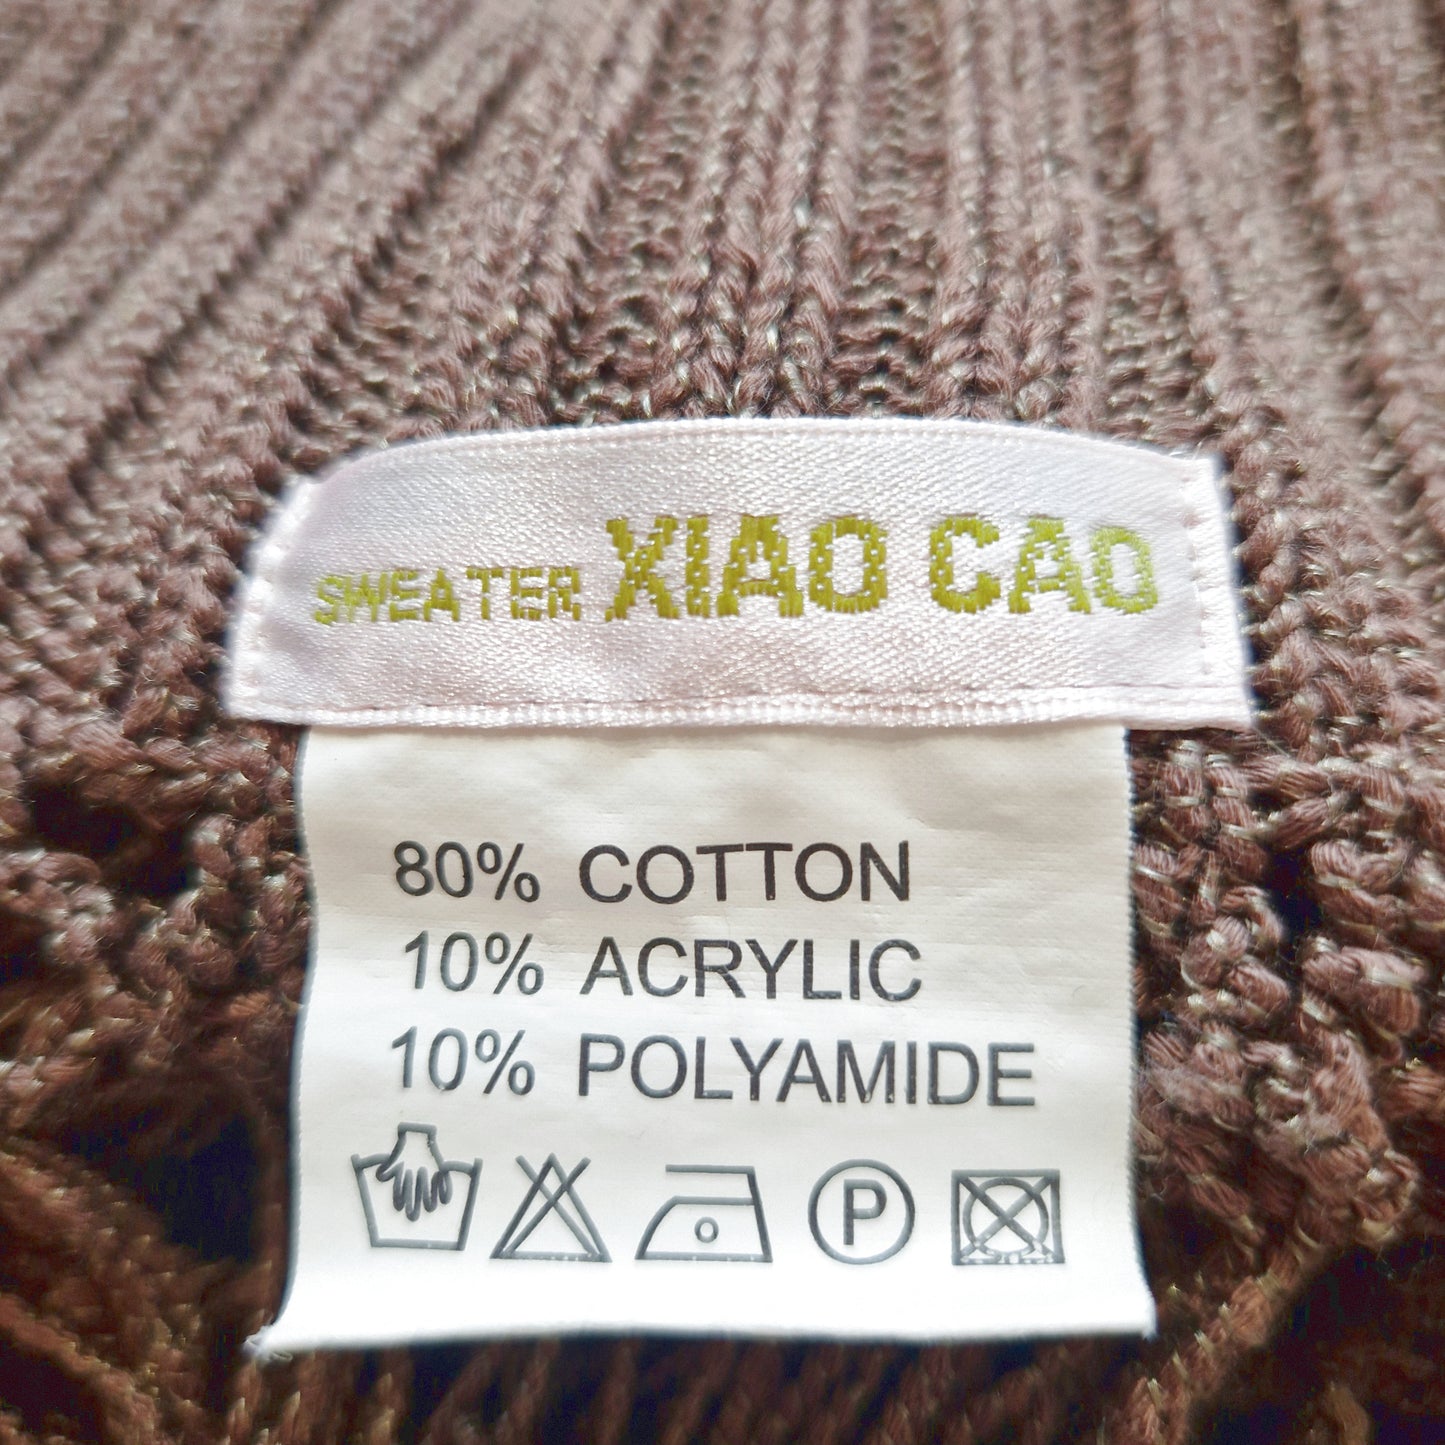 SWEATER XIAO CAO
80% COTTON
10% ACRYLIC
10% POLYAMIDE
P